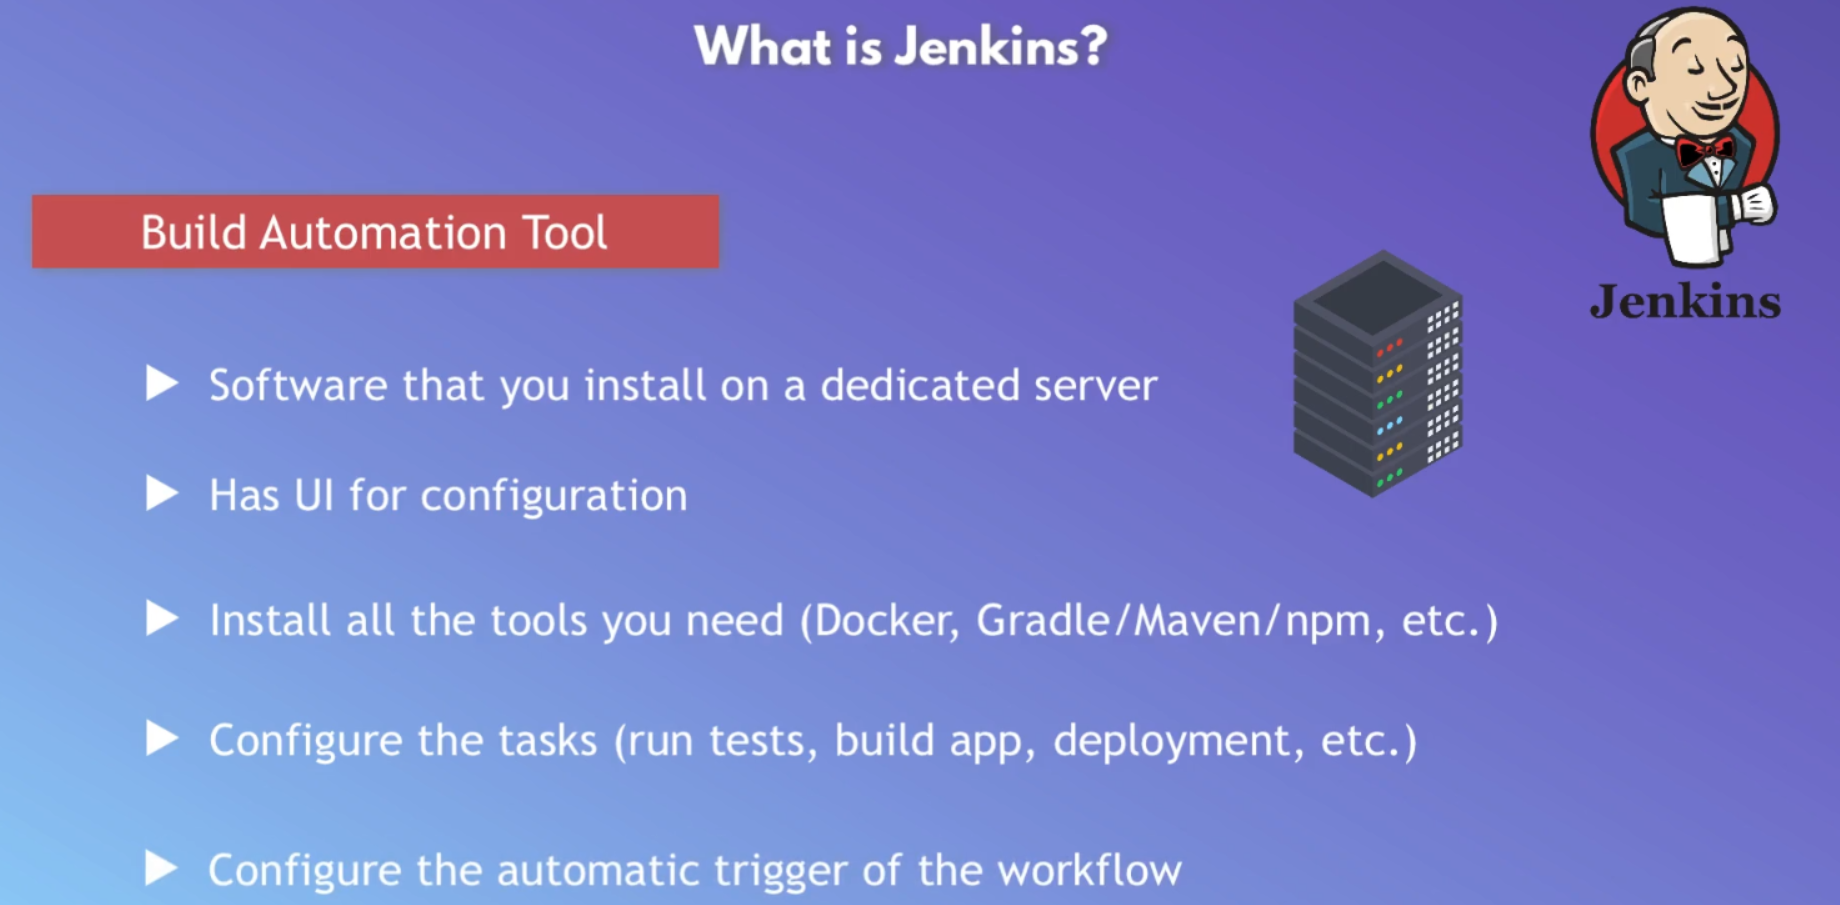 What is Jenkins?
Jenkins
Build Automation Tool
Software that you install on a dedicated server
Has UI for configuration
Install all the tools you need (Docker, Gradle/Maven/npm, etc.)
Configure the tasks (run tests, build app, deployment, etc.)
Configure the automatic trigger of the workflow